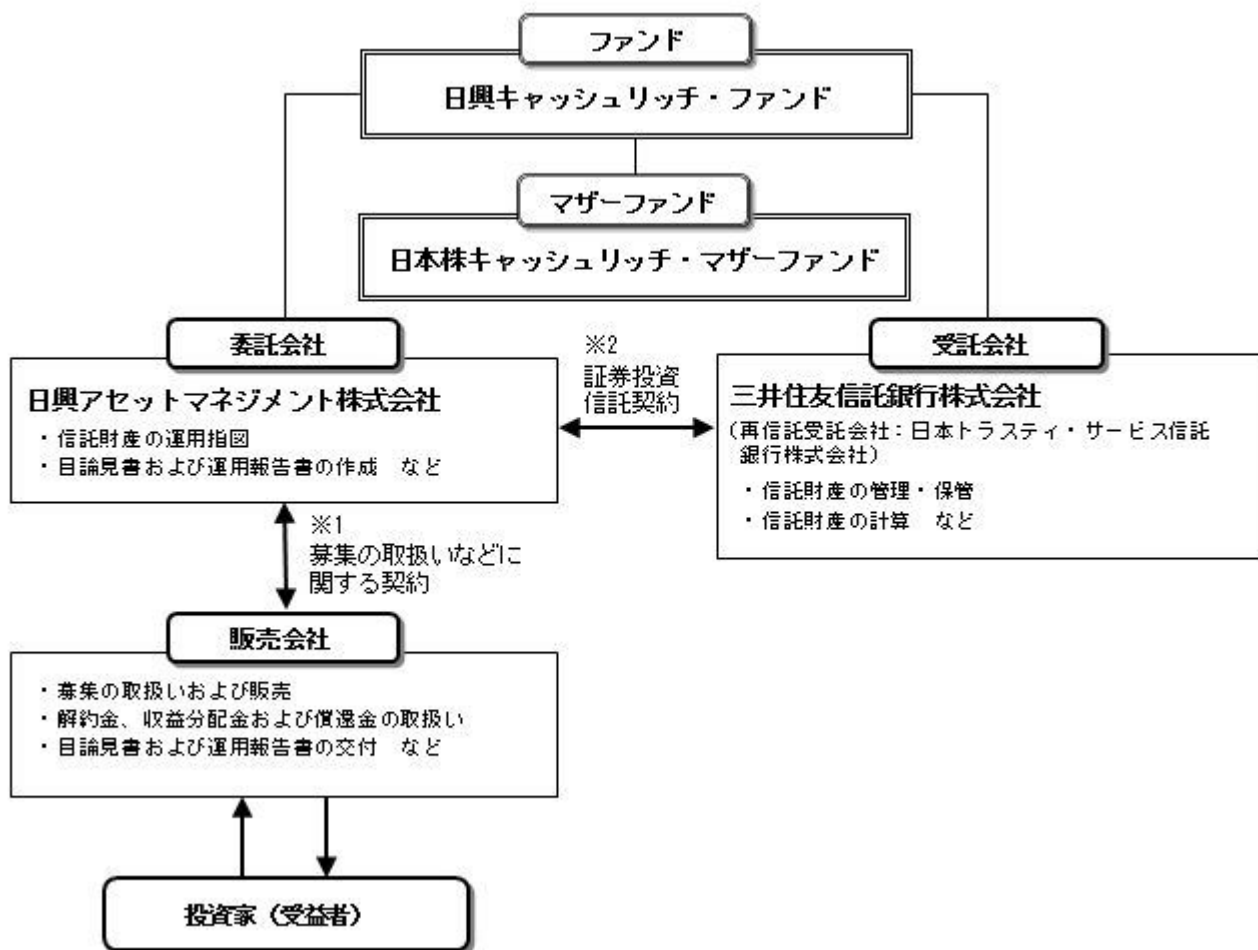 ファンド
日興キャッシュリッチ・ファンド
マザーファンド
日本株キャッシュリッチ・マザーファンド
委託会社
日興アセットマネジメント株式会社
・信託財産の運用指図
・目論見書および運用報告書の作成　など
※2
証券投資
信託契約
受託会社
三井住友信託銀行株式会社
(再信託受託会社：日本トラスティ・サービス信託
銀行株式会社)
・信託財産の管理・保管
・信託財産の計算　など
※1
募集の取扱いなどに
関する契約
販売会社
・募集の取扱いおよび販売
・解約金、収益分配金および償還金の取扱い
・目論見書および運用報告書の交付　など
投資家（受益者）